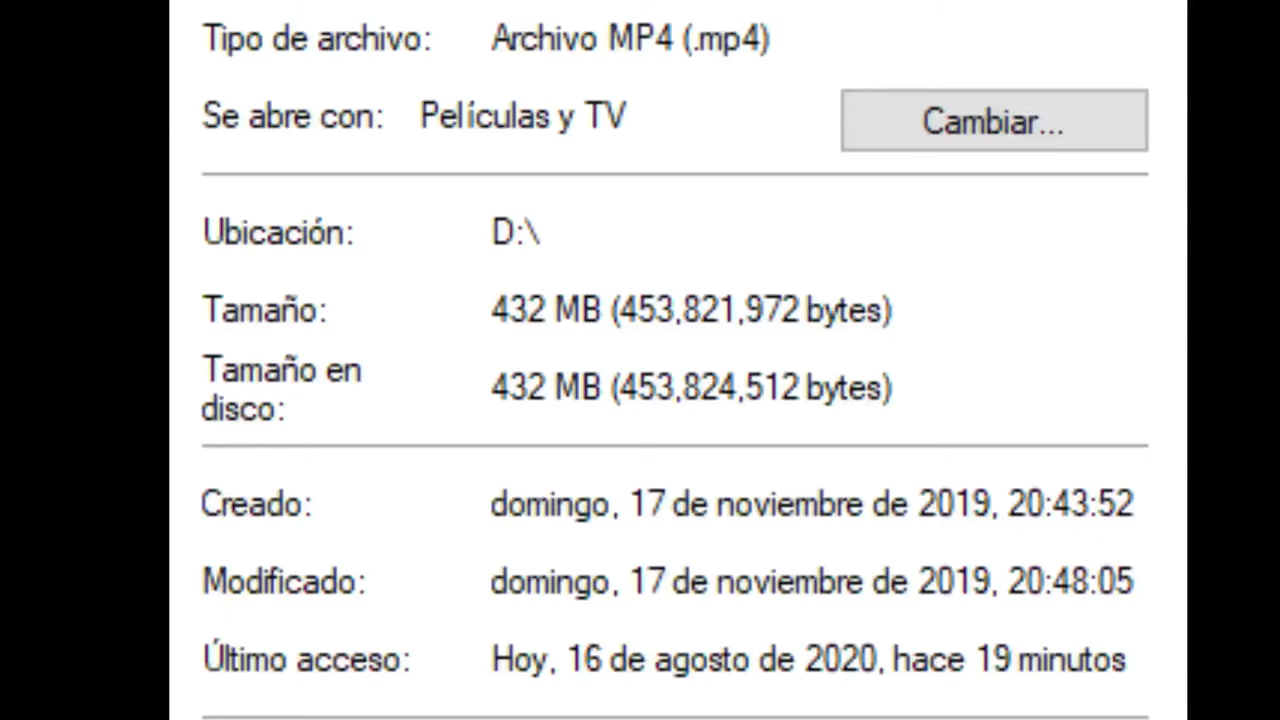 Tipo de archivo: Archivo MP4 (.mp4)
Se abre con: Películas y TV Cambiar...
Ubicación: D:\
Tamaño: 432 MB (453,821,972 bytes)
Tamaño en
disco: 432 MB (453,824,512 bytes)
Creado: domingo, 17 de noviembre de 2019, 20:43:52
Modificado: domingo, 17 de noviembre de 2019, 20:48:05
Último acceso: Hoy, 16 de agosto de 2020, hace 19 minutos